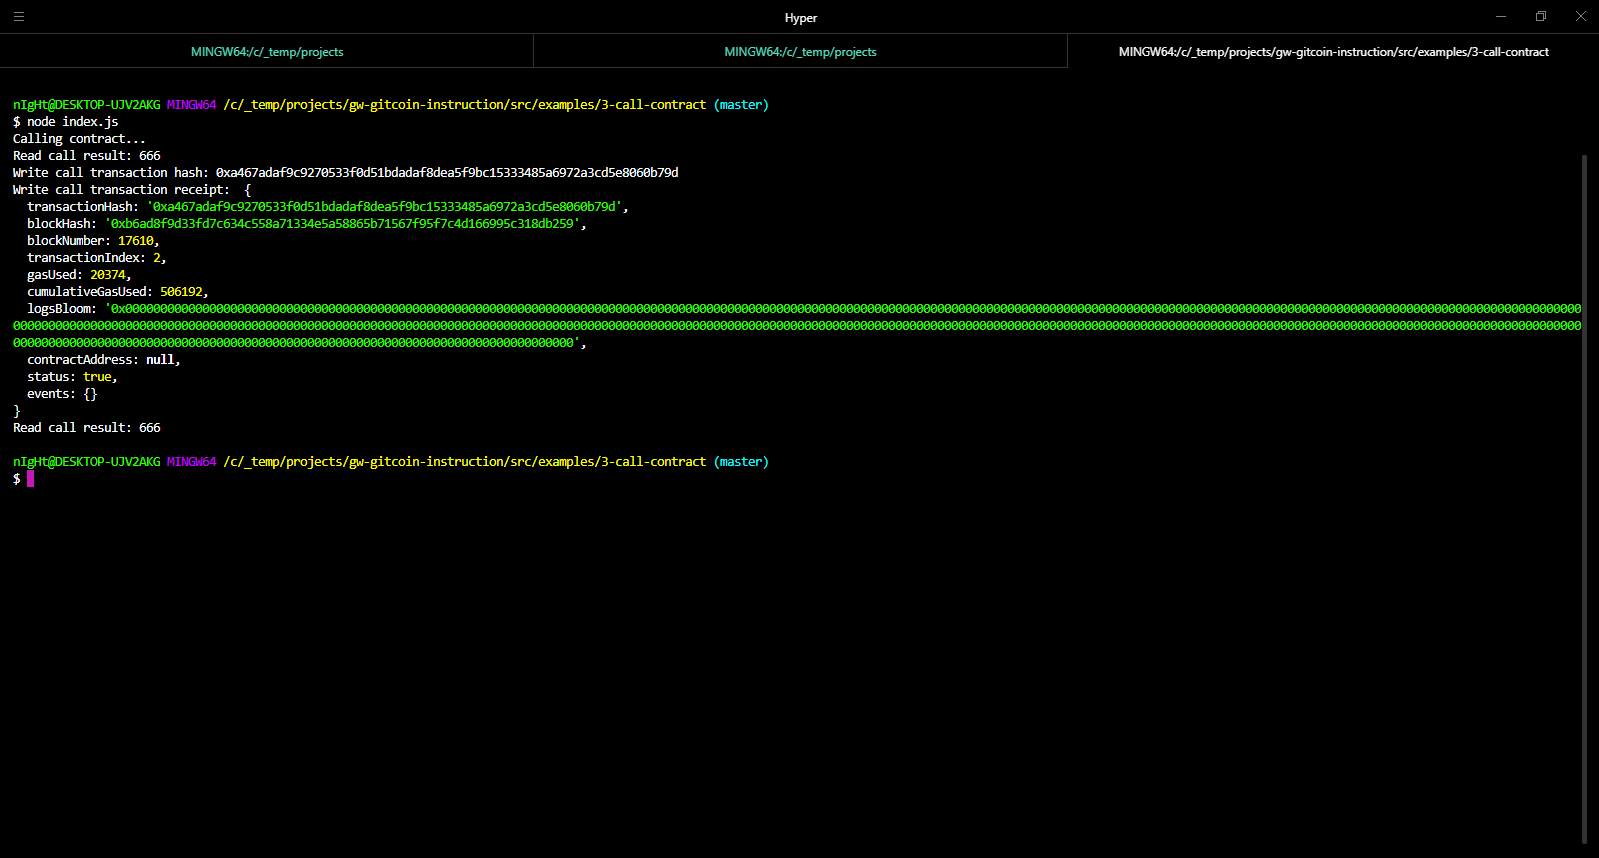 Hyper
MINGW64:/c/_temp/projects
MINGW64:/c/_temp/projects
MINGW64:/c/_temp/projects/gw-gitcoin-instruction/src/examples/3-call-contract
nIgHt@DESKTOP-UJV2AKG MINGW64 /c/_temp/projects/gw-gitcoin-instruction/src/examples/3-call-contract (master)
$ node index.js
Calling contract...
Read call result: 666
Write call transaction hash: 0xa467adaf9c9270533f0d51bdadaf8dea5f9bc15333485a6972a3cd5e8060b79d
Write call transaction receipt:  {
  transactionHash: '0xa467adaf9c9270533f0d51bdadaf8dea5f9bc15333485a6972a3cd5e8060b79d',
  blockHash: '0xb6ad8f9d33fd7c634c558a71334e5a58865b71567f95f7c4d166995c318db259',
  blockNumber: 17610,
  transactionIndex: 2,
  gasUsed: 20374,
  cumulativeGasUsed: 506192,
  logsBloom: '0x0000000000000000000000000000000000000000000000000000000000000000000000000000000000000000000000000000000000000000000000000000000000000000000000000000000000000000000000000000000000000000000000000000000000000000
00000000000000000000000000000000000000000000000000000000000000000000000000000000000000000000000000000000000000000000000000000000000000000000000000000000000000000000000000000000000000000000000000000000000000000000000000000000
00000000000000000000000000000000000000000000000000000000000000000000000000000000',
  contractAddress: null,
  status: true,
  events: {}
}
Read call result: 666
nIgHt@DESKTOP-UJV2AKG MINGW64 /c/_temp/projects/gw-gitcoin-instruction/src/examples/3-call-contract (master)
$